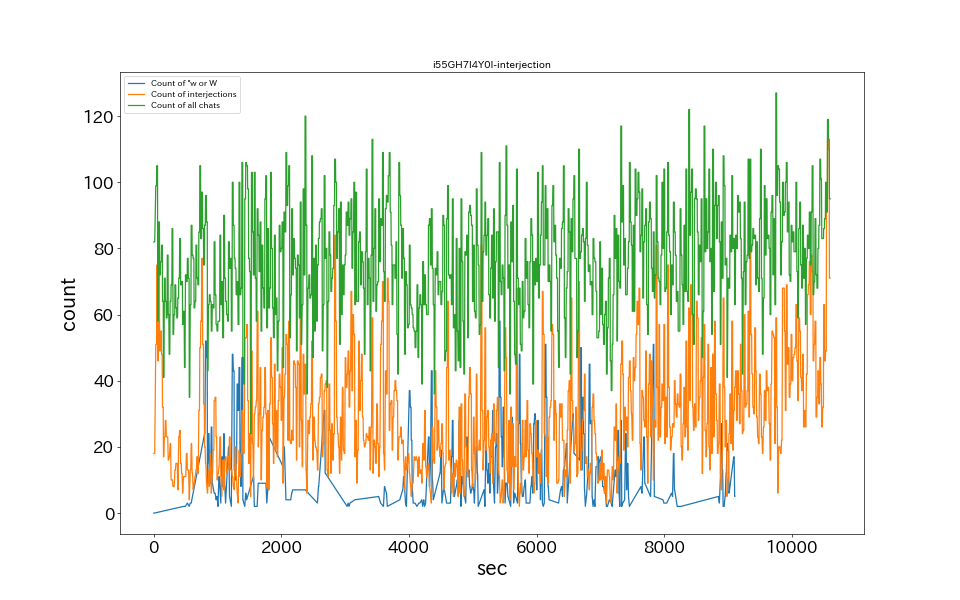 i55GH7I4Y0I-interjection
Count of "w or W
Count of interjections
Count of all chats
count
120
100
80
60
40
20
0
0 2000 4000 6000 8000 10000
sec